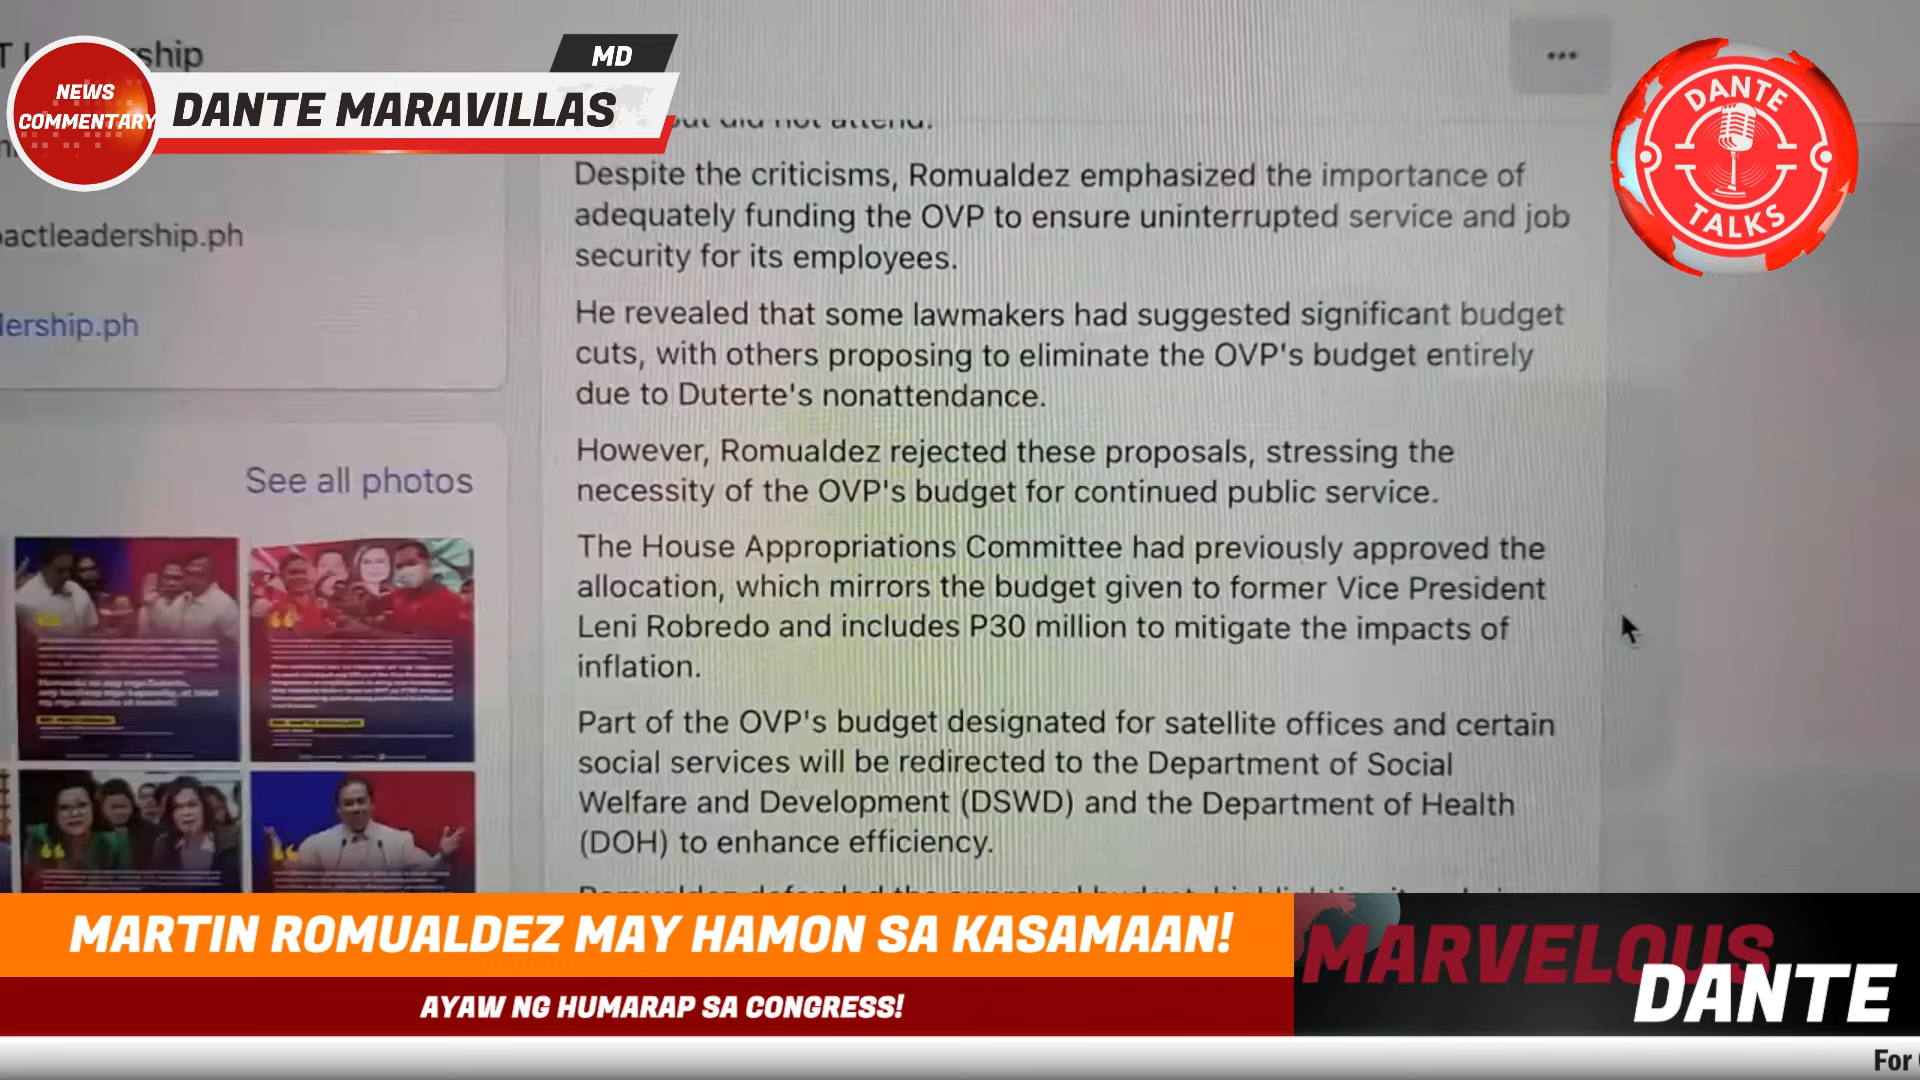 ship
MD
NEWS
COMMENTARY
DANTE MARAVILLAS
DANTE
TALKS
did not attend.
Despite the criticisms, Romualdez emphasized the importance of
adequately funding the OVP to ensure uninterrupted service and job
security for its employees.
actleadership.ph
He revealed that some lawmakers had suggested significant budget
cuts, with others proposing to eliminate the OVP's budget entirely
due to Duterte's nonattendance.
lership.ph
However, Romualdez rejected these proposals, stressing the
necessity of the OVP's budget for continued public service.
See all photos
The House Appropriations Committee had previously approved the
allocation, which mirrors the budget given to former Vice President
Leni Robredo and includes P30 million to mitigate the impacts of
inflation.
Part of the OVP's budget designated for satellite offices and certain
social services will be redirected to the Department of Social
Welfare and Development (DSWD) and the Department of Health
(DOH) to enhance efficiency.
MARTIN ROMUALDEZ MAY HAMON SA KASAMAAN!
AYAW NG HUMARAP SA CONGRESS!
MARVELOUS
DANTE
For